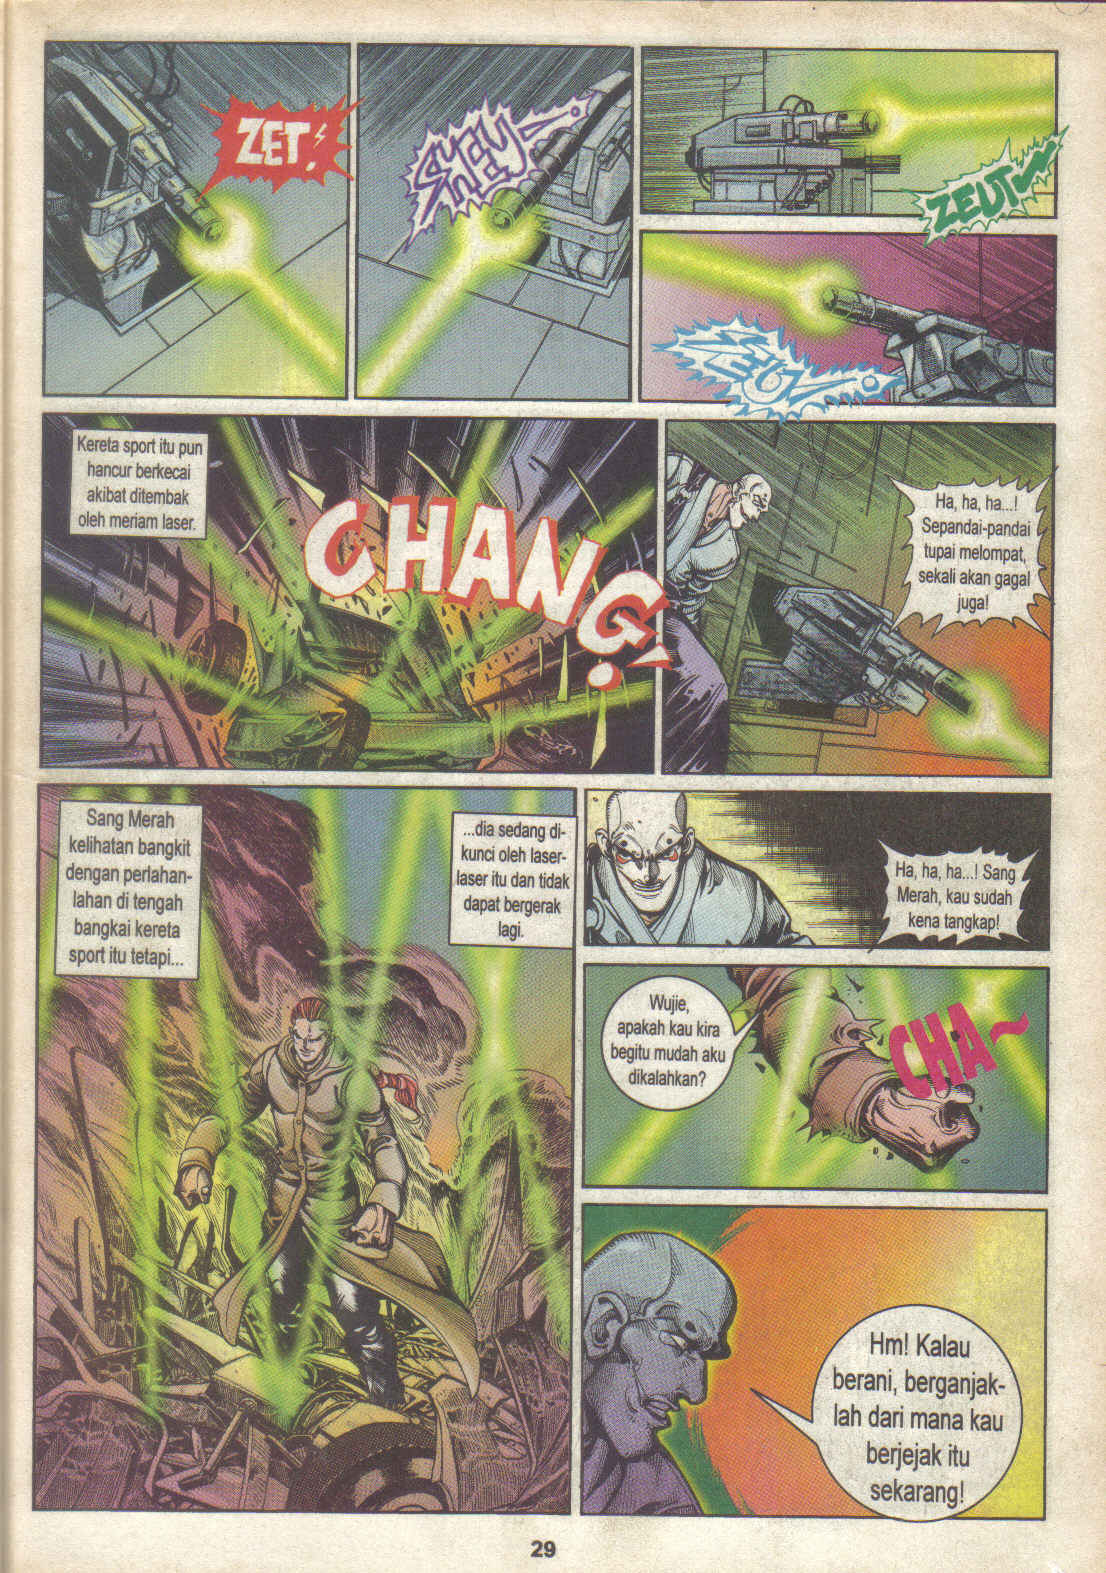 ZET!
SHEY~
ZEUT~
Kereta sport itu pun
hancur berkecai
akibat ditembak
oleh meriam laser.
CHANG!
Ha, ha, ha...!
Sepandai-pandai
tupai melompat,
sekali akan gagal
juga!
Sang Merah
kelihatan bangkit
dengan perlahan-
lahan di tengah
bangkai kereta
sport itu tetapi...
...dia sedang di-
kunci oleh laser-
laser itu dan tidak
dapat bergerak
lagi.
Ha, ha, ha...! Sang
Merah, kau sudah
kena tangkap!
Wujie,
apakah kau kira
begitu mudah aku
dikalahkan?
CHA~
Hm! Kalau
berani, berganjak-
lah dari mana kau
berjejak itu
sekarang!
29